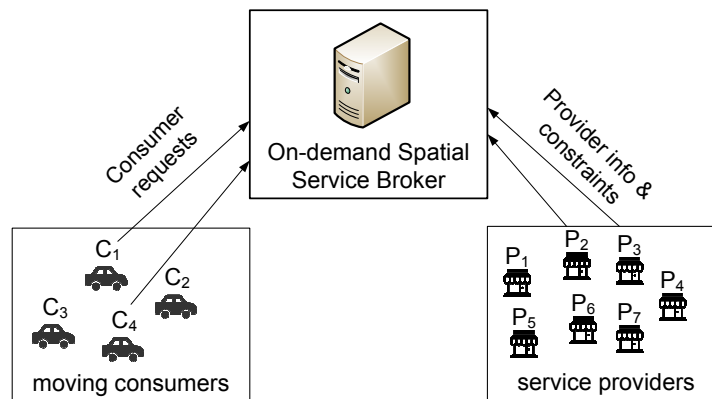 Consumer
requests
On-demand Spatial
Service Broker
Provider info &
constraints
C1
C2
C3
C4
moving consumers
P1
P2
P3
P4
P5
P6
P7
service providers